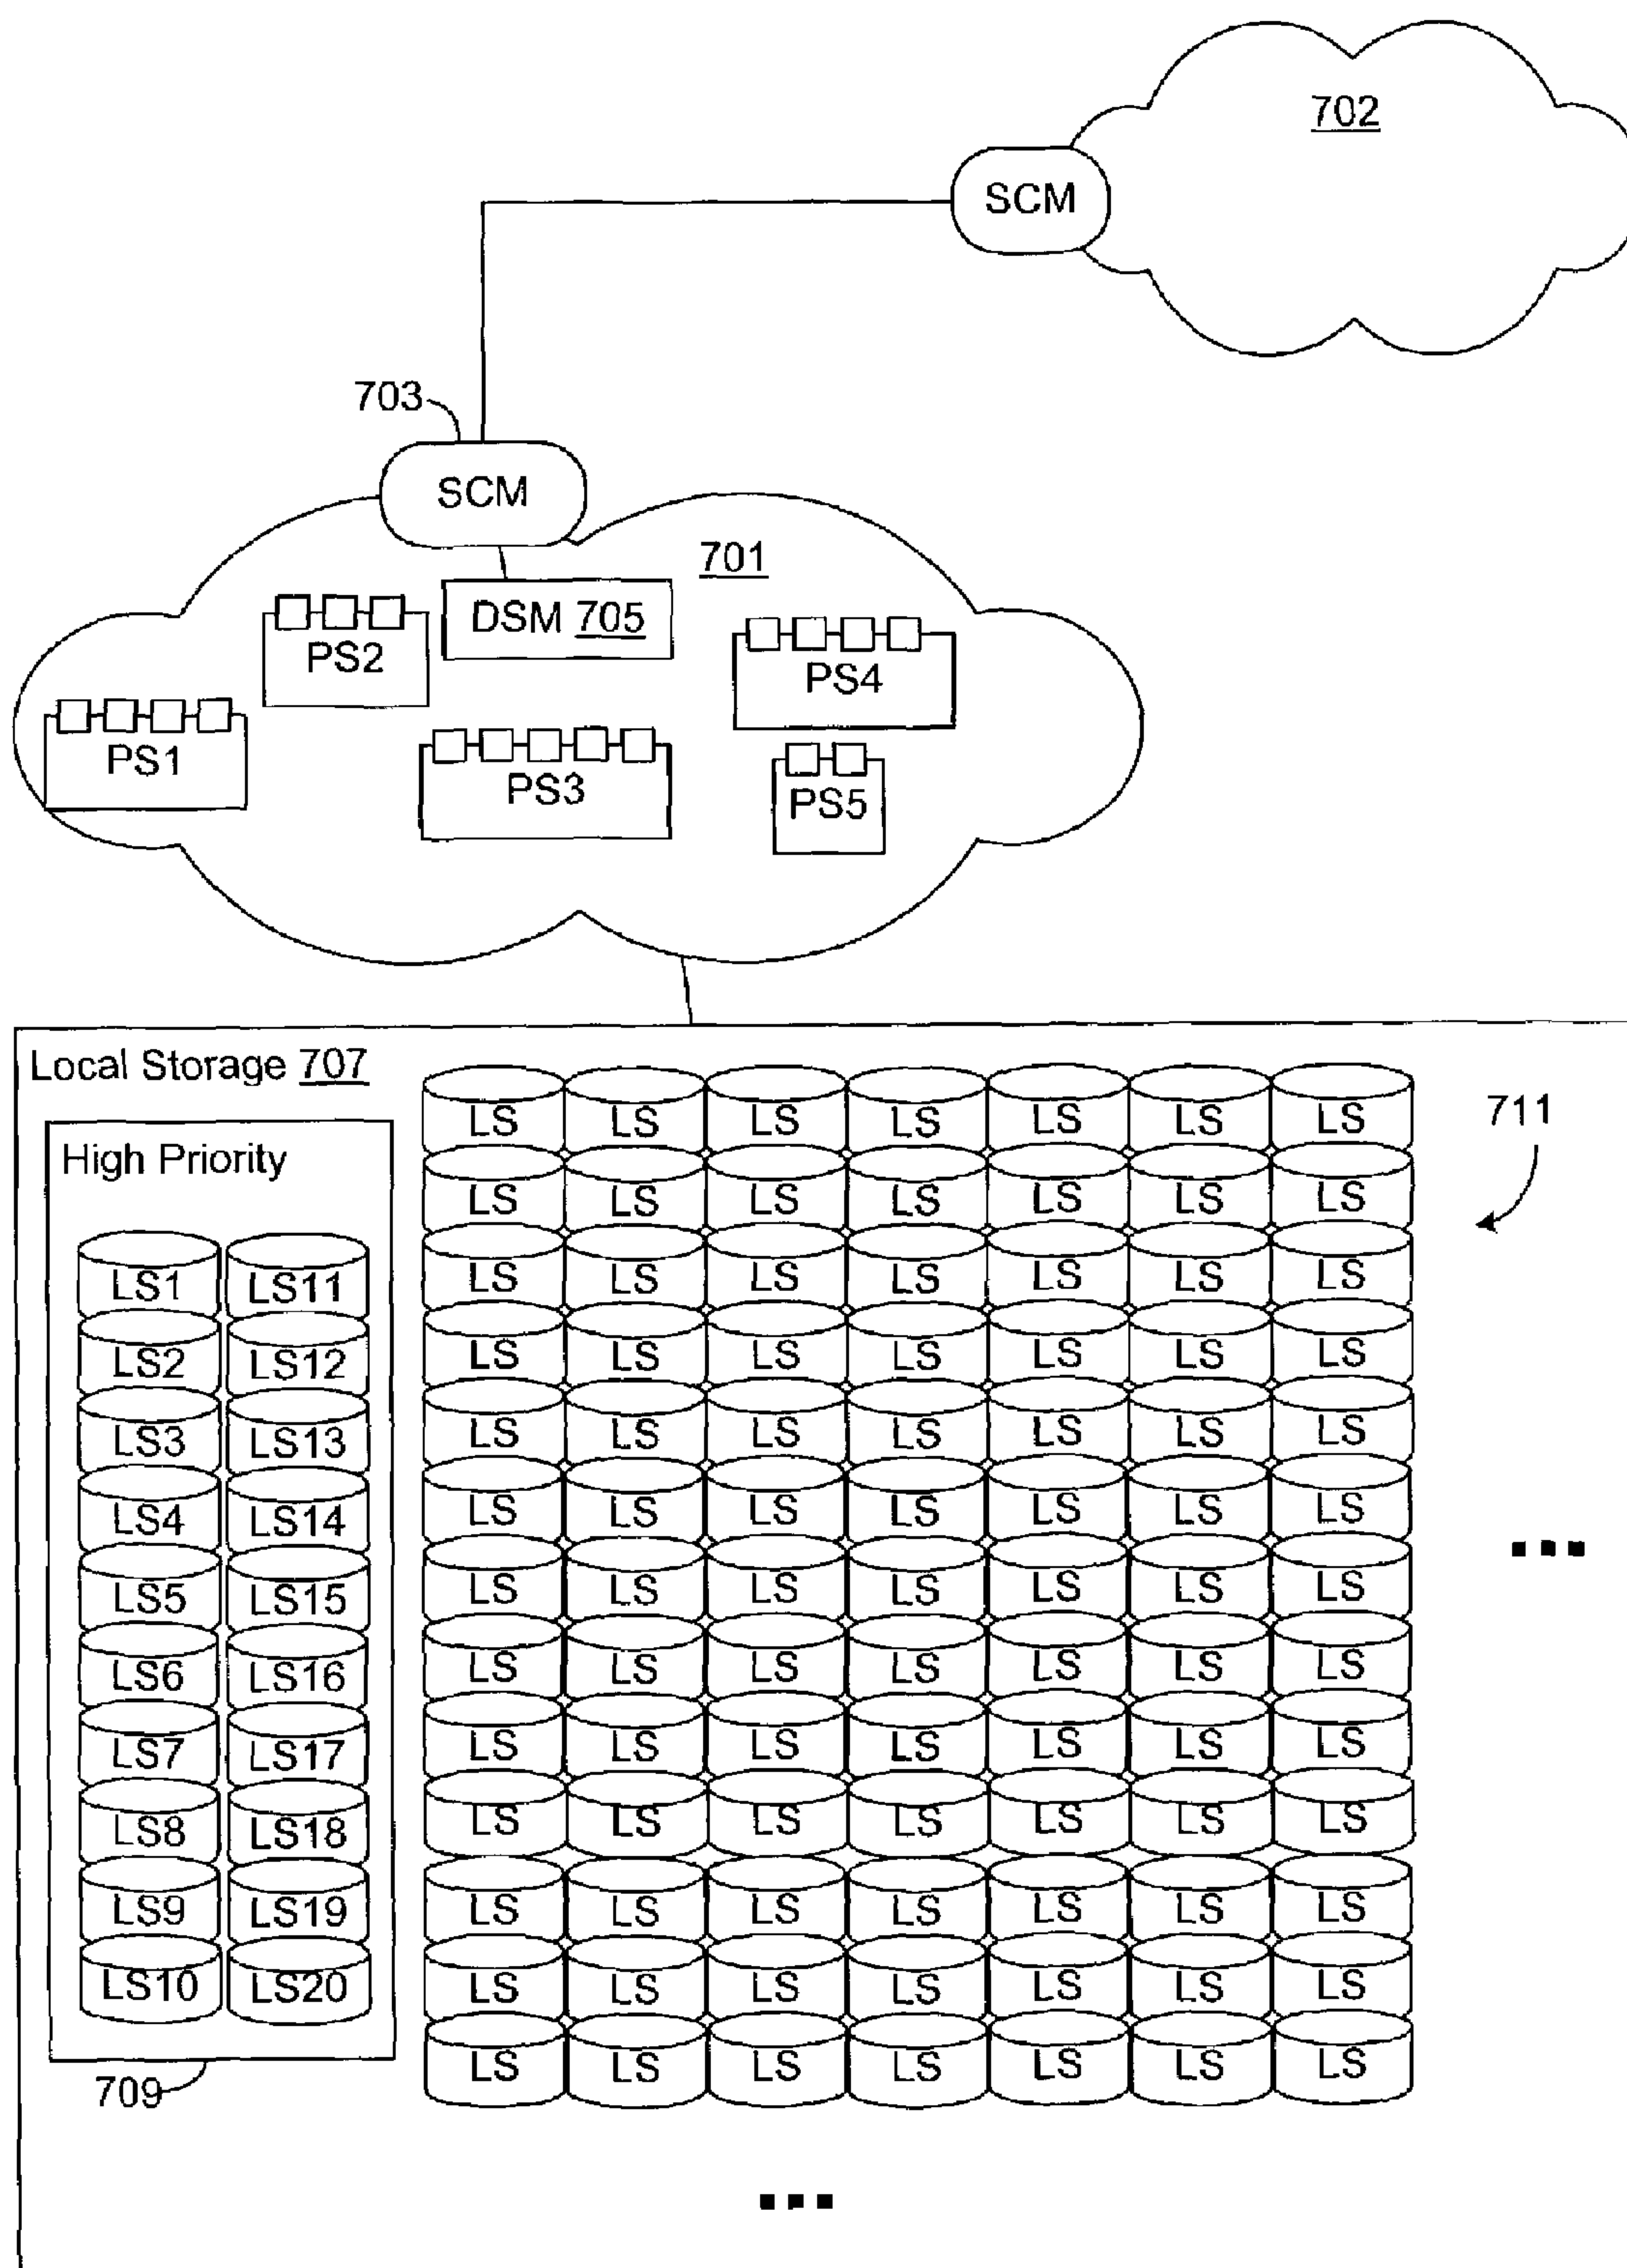 702
SCM
703
SCM
701
DSM 705
PS2
PS4
PS1
PS3
PS5
Local Storage 707
711
High Priority
LS1 LS11
LS2 LS12
LS3 LS13
LS4 LS14
LS5 LS15
LS6 LS16
LS7 LS17
LS8 LS18
LS9 LS19
LS10 LS20
709
LS LS LS LS LS LS LS
LS LS LS LS LS LS LS
LS LS LS LS LS LS LS
LS LS LS LS LS LS LS
LS LS LS LS LS LS LS
LS LS LS LS LS LS LS
LS LS LS LS LS LS LS
LS LS LS LS LS LS LS
LS LS LS LS LS LS LS
LS LS LS LS LS LS LS
LS LS LS LS LS LS LS
LS LS LS LS LS LS LS
LS LS LS LS LS LS LS
...
...